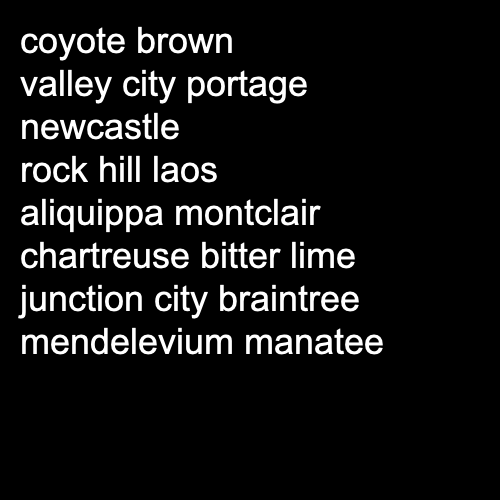 coyote brown
valley city portage
newcastle
rock hill laos
aliquippa montclair
chartreuse bitter lime
junction city braintree
mendelevium manatee